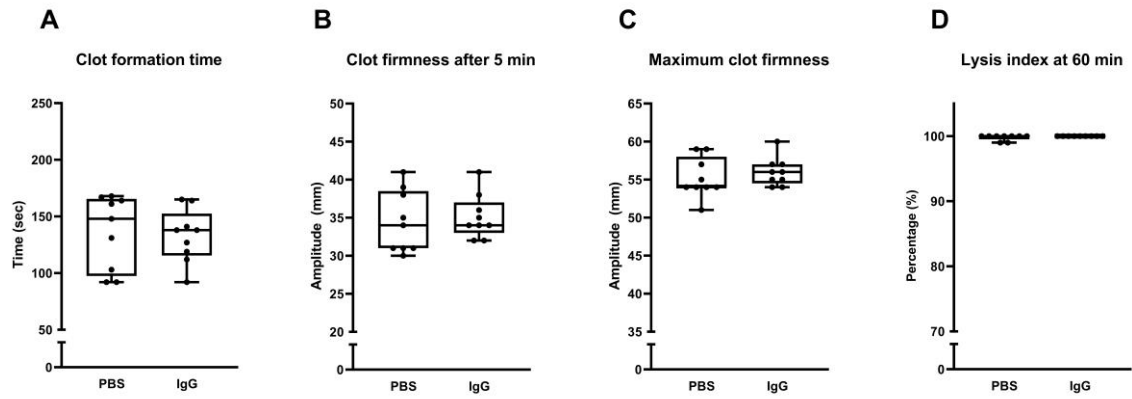 A
Clot formation time
Time (sec)
250
200
150
100
50
0
PBS IgG
B
Clot firmness after 5 min
Amplitude (mm)
50
45
40
35
30
25
20
0
PBS IgG
C
Maximum clot firmness
Amplitude (mm)
65
60
55
50
45
40
35
0
PBS IgG
D
Lysis index at 60 min
Percentage (%)
100
90
80
70
0
PBS IgG